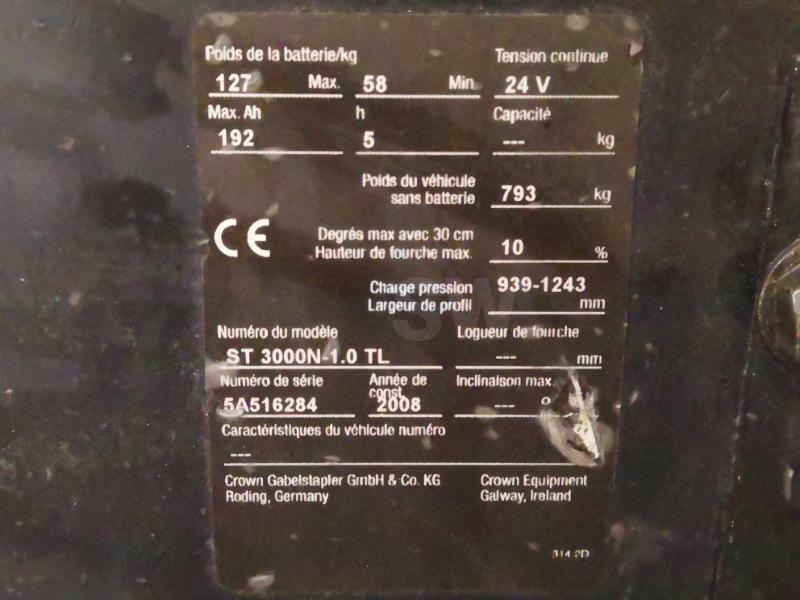 Poids de la batterie/kg Tension continue
127 Max. 58 Min. 24 V
Max. Ah h Capacité
192 5 --- kg
Poids du véhicule
sans batterie 793 kg
CE Degrés max avec 30 cm
Hauteur de fourche max. 10 %
Charge pression 939-1243
Largeur de profil mm
SW
Numéro du modèle Logueur de fourche
ST 3000N-1.0 TL --- mm
Numéro de série Année de const. Inclinaison max.
5A516284 2008 --- °
Caractéristiques du véhicule numéro
---
Crown Gabelstapler GmbH & Co. KG Crown Equipment
Roding, Germany Galway, Ireland
314 2D